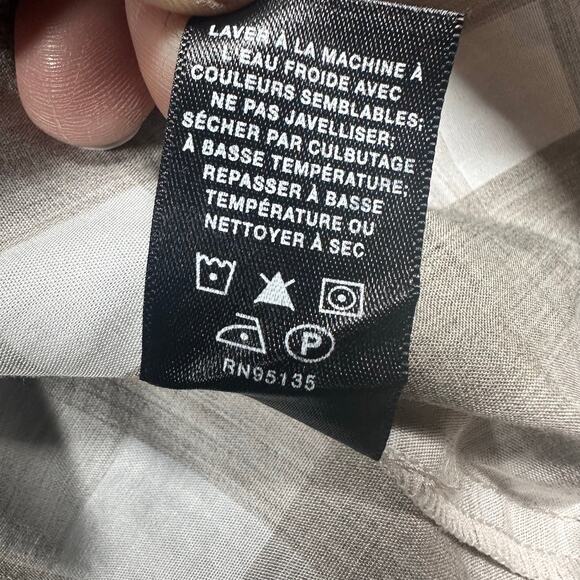 LAVER À LA MACHINE À
L'EAU FROIDE AVEC
COULEURS SEMBLABLES;
NE PAS JAVELLISER;
SÉCHER PAR CULBUTAGE
À BASSE TEMPÉRATURE;
REPASSER À BASSE
TEMPÉRATURE OU
NETTOYER À SEC
P
RN95135